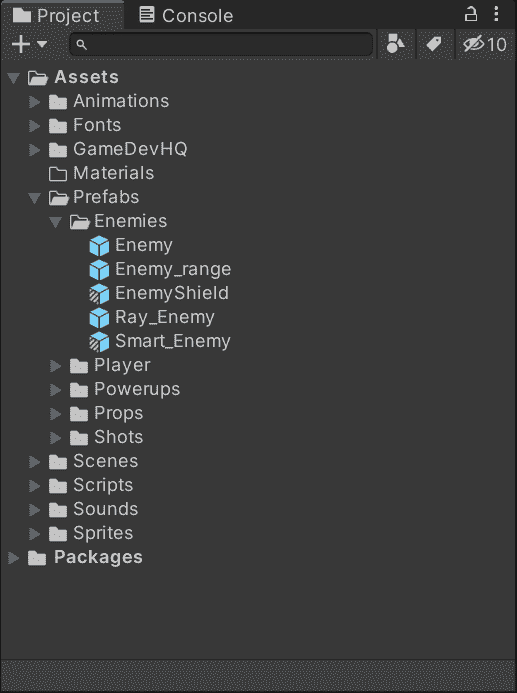 Project Console
10
Assets
Animations
Fonts
GameDevHQ
Materials
Prefabs
Enemies
Enemy
Enemy_range
EnemyShield
Ray_Enemy
Smart_Enemy
Player
Powerups
Props
Shots
Scenes
Scripts
Sounds
Sprites
Packages